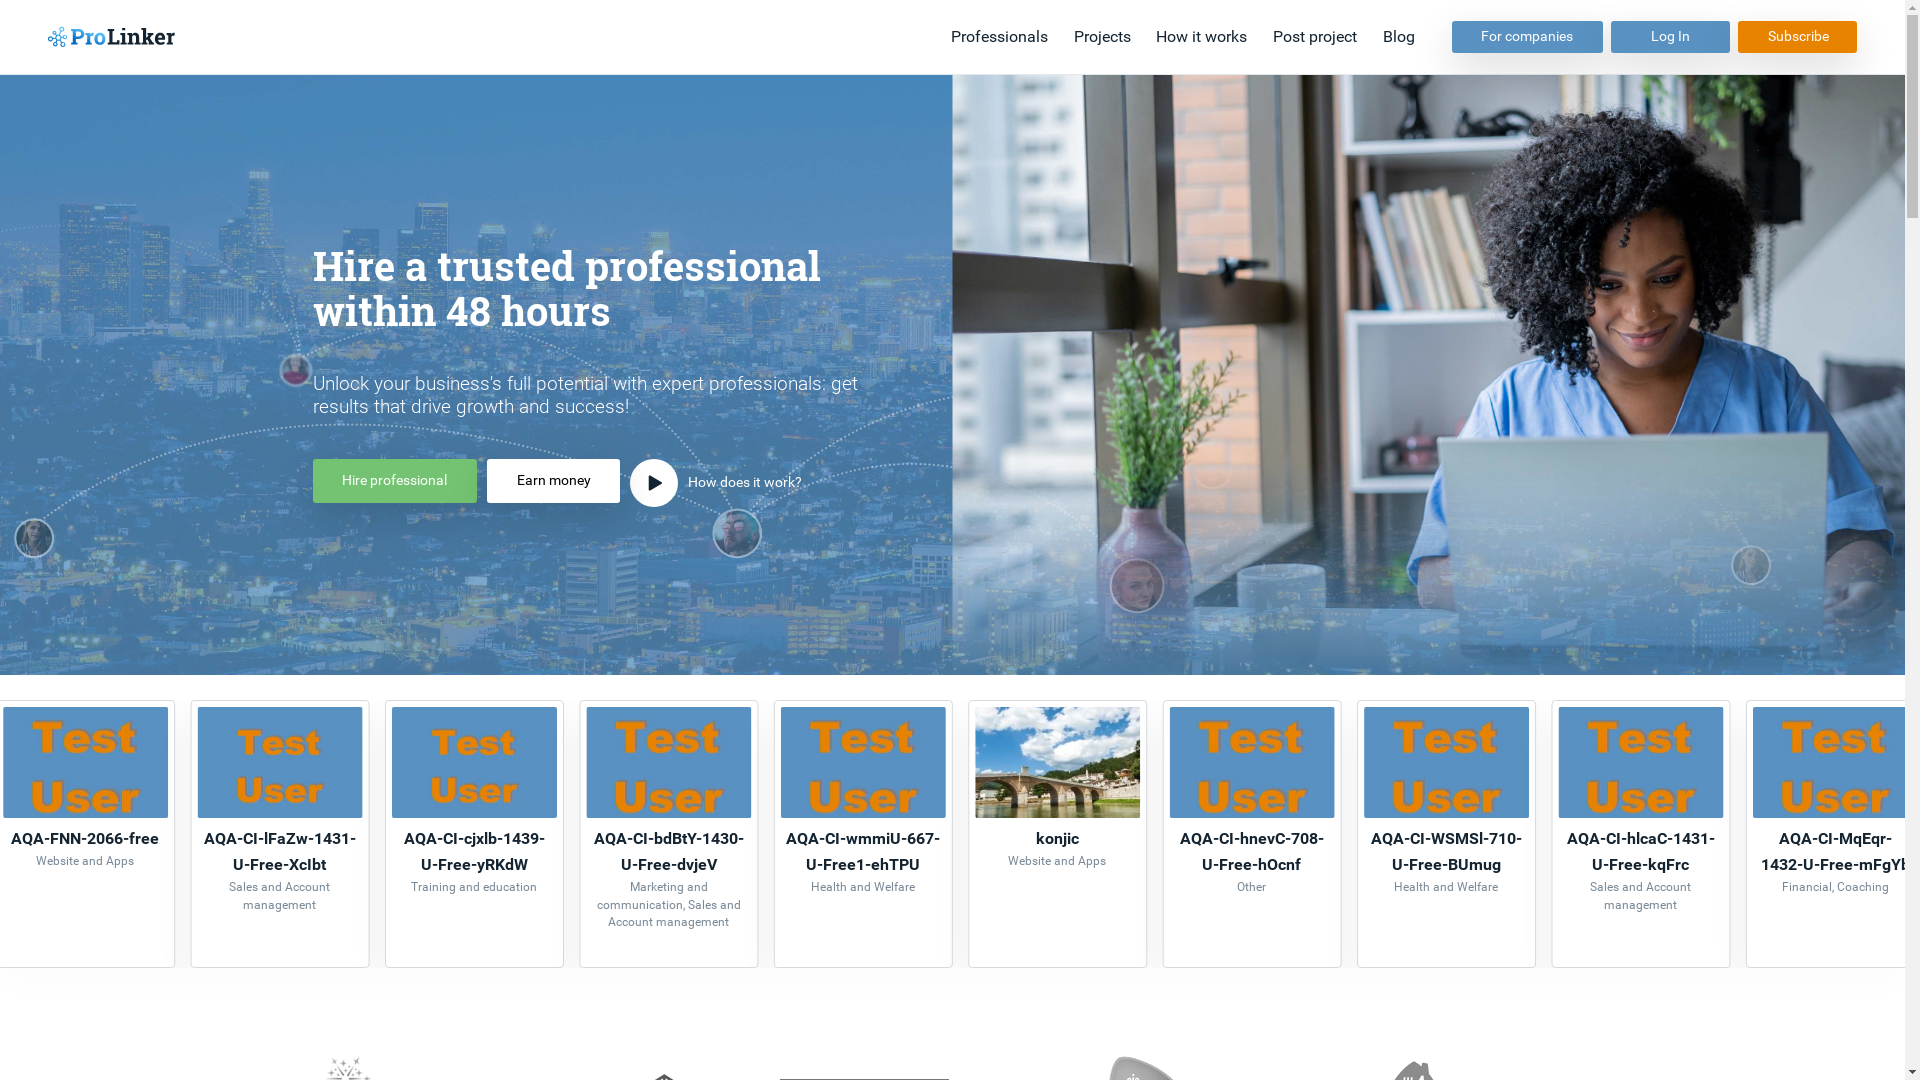 ProLinker
Professionals
Projects
How it works
Post project
Blog
For companies
Log In
Subscribe
Hire a trusted professional
within 48 hours
Unlock your business's full potential with expert professionals: get
results that drive growth and success!
Hire professional
Earn money
How does it work?
Test
User
AQA-FNN-2066-free
Website and Apps
Test
User
AQA-CI-lFaZw-1431-
U-Free-XcIbt
Sales and Account
management
Test
User
AQA-CI-cjxlb-1439-
U-Free-yRKdW
Training and education
Test
User
AQA-CI-bdBtY-1430-
U-Free-dvjeV
Marketing and
communication, Sales and
Account management
Test
User
AQA-CI-wmmiU-667-
U-Free1-ehTPU
Health and Welfare
konjic
Website and Apps
Test
User
AQA-CI-hnevC-708-
U-Free-hOcnf
Other
Test
User
AQA-CI-WSMSl-710-
U-Free-BUmug
Health and Welfare
Test
User
AQA-CI-hlcaC-1431-
U-Free-kqFrc
Sales and Account
management
Test
User
AQA-CI-MqEqr-
1432-U-Free-mFgYb
Financial, Coaching